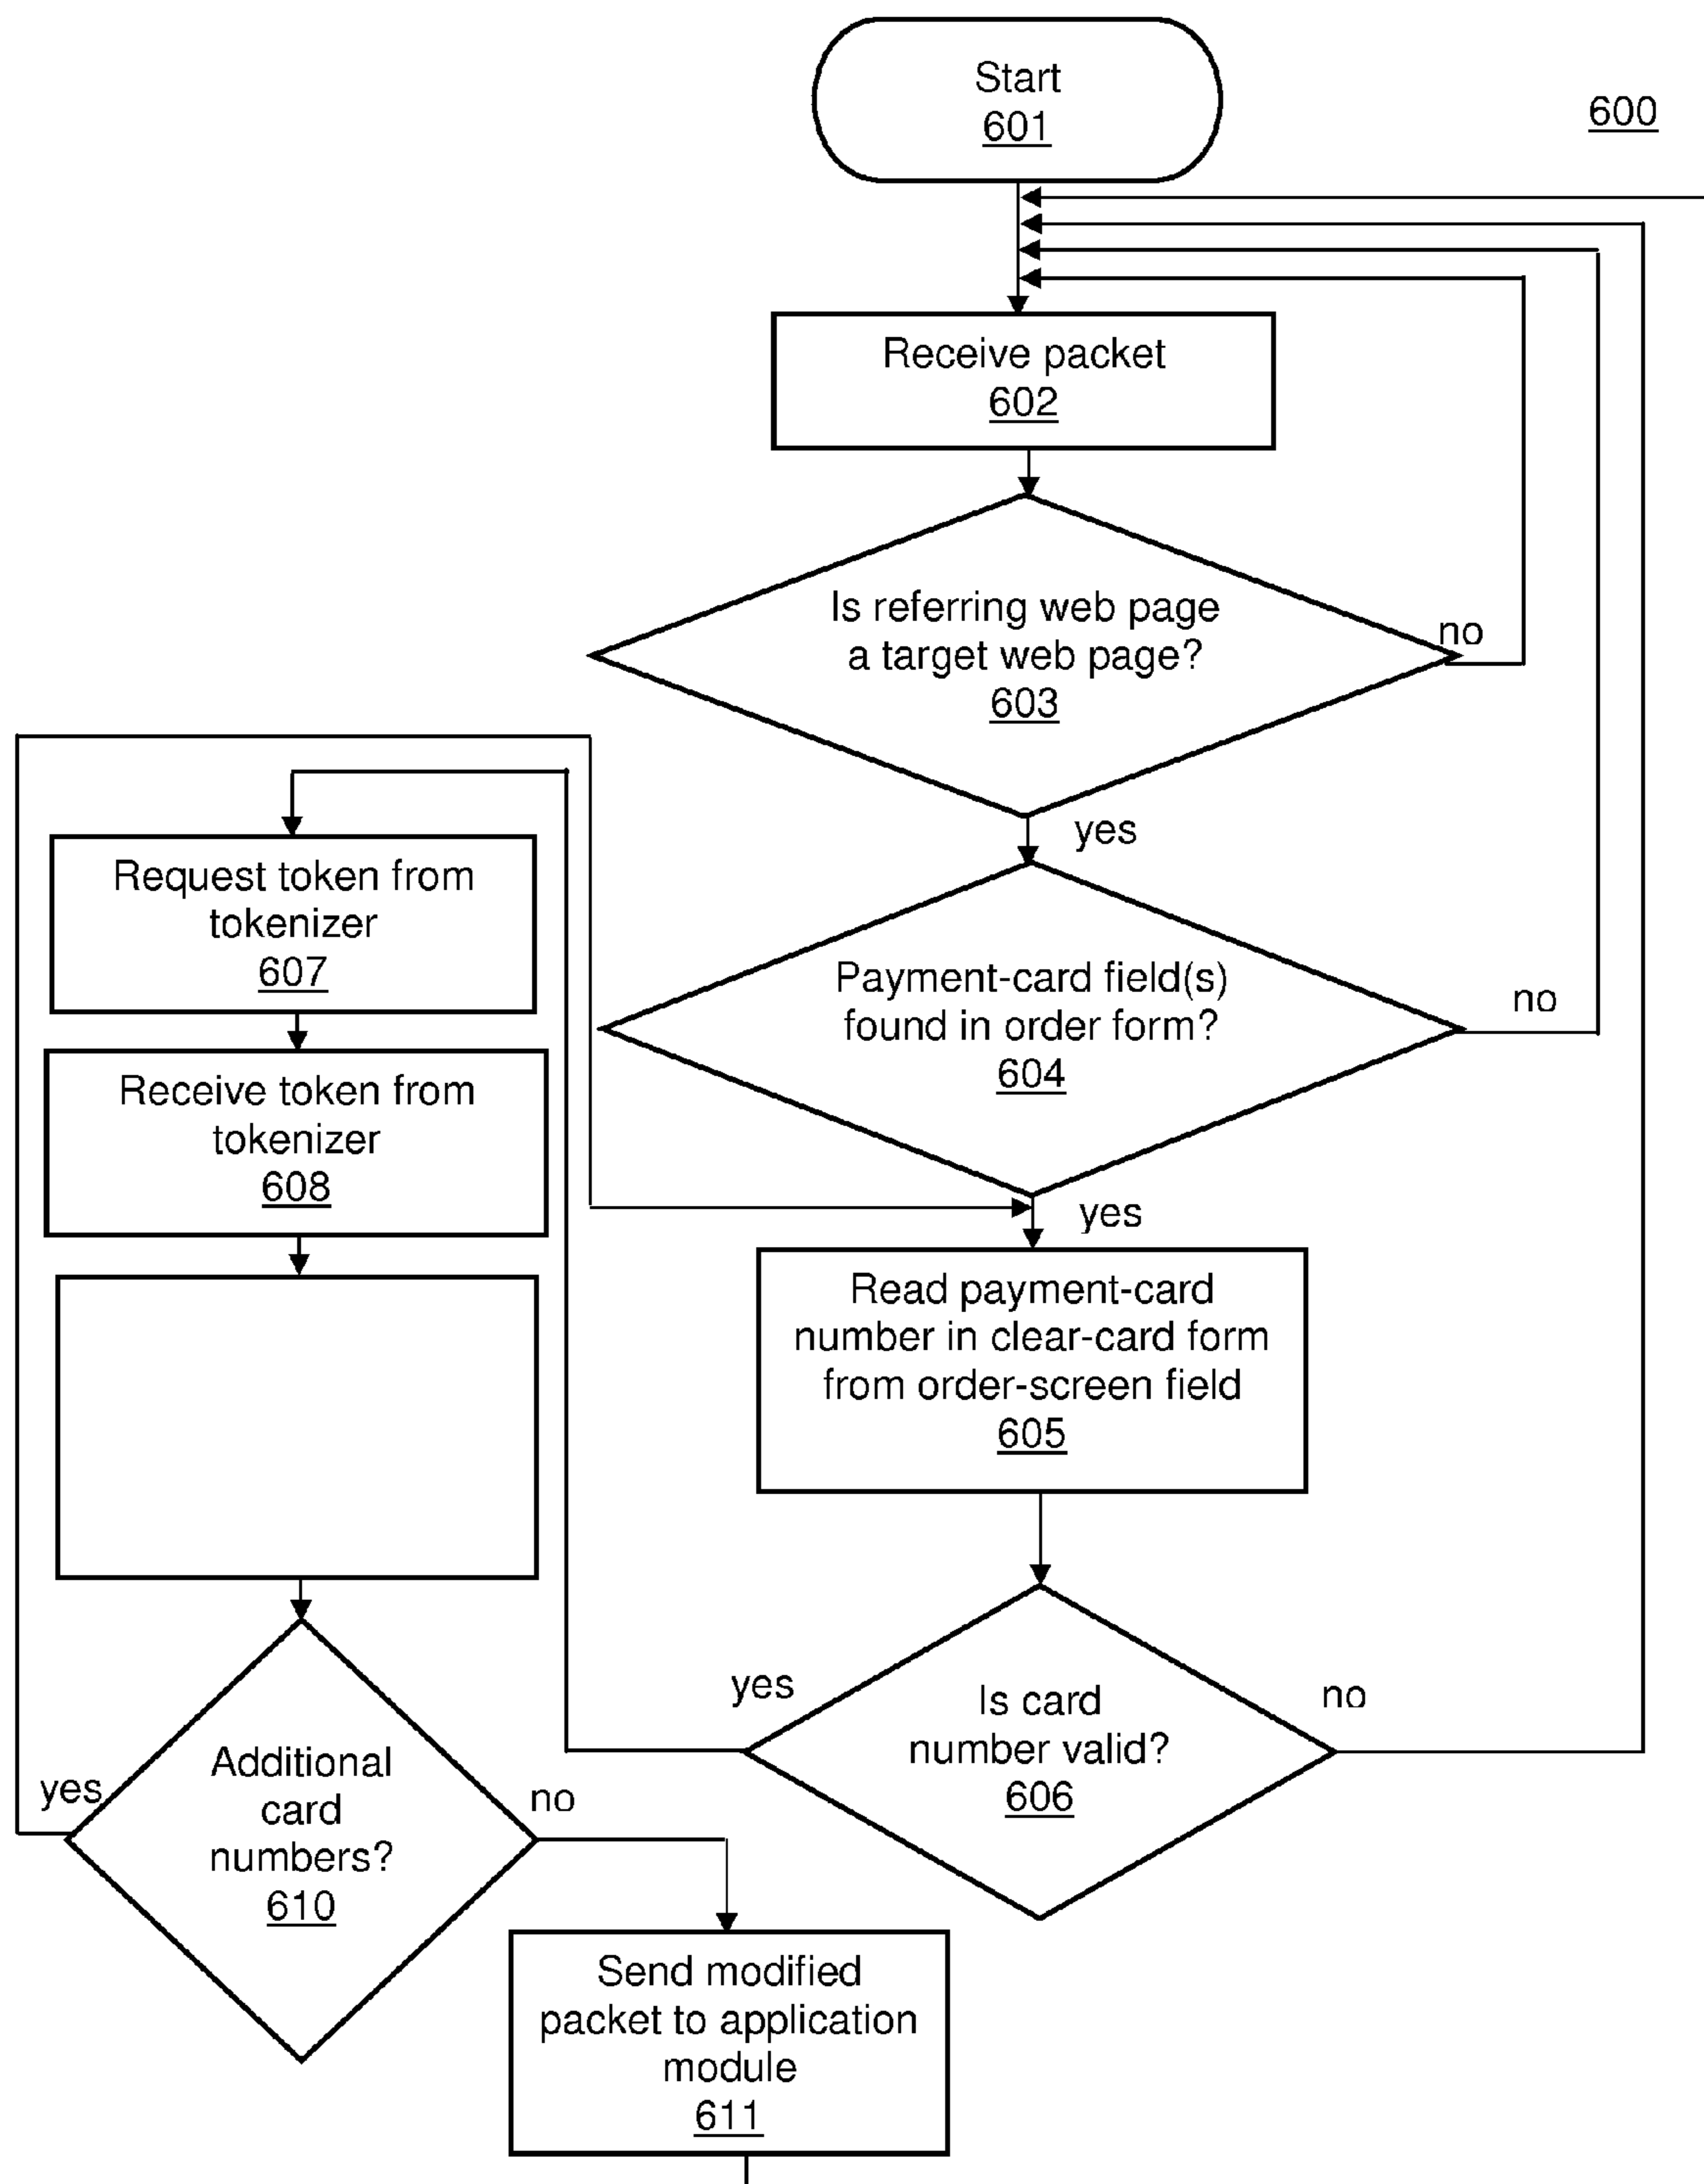 Start
601
600
Receive packet
602
Is referring web page
a target web page?
603
no
yes
Request token from
tokenizer
607
Payment-card field(s)
found in order form?
604
no
Receive token from
tokenizer
608
yes
Read payment-card
number in clear-card form
from order-screen field
605
yes
Is card
number valid?
606
no
yes
Additional
card
numbers?
610
no
Send modified
packet to application
module
611